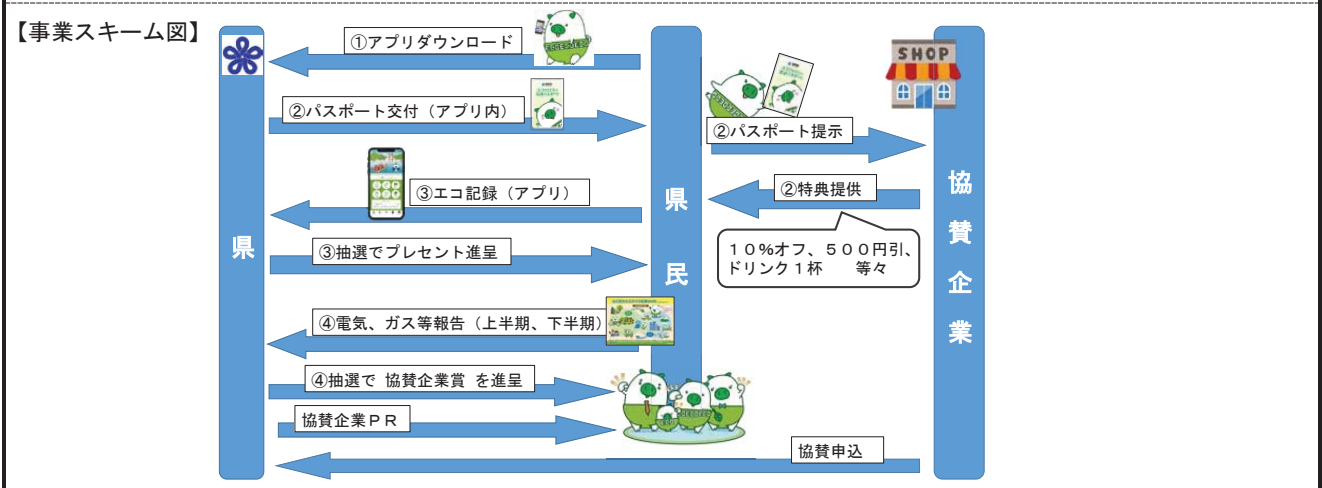 【事業スキーム図】
①アプリダウンロード
SHOP
②パスポート交付（アプリ内）
②パスポート提示
③エコ記録（アプリ）
②特典提供
１０％オフ、５００円引、
ドリンク１杯　　等々
③抽選でプレゼント進呈
④電気、ガス等報告（上半期、下半期）
④抽選で 協賛企業賞 を進呈
協賛企業ＰＲ
協賛申込
県
県民
協賛企業